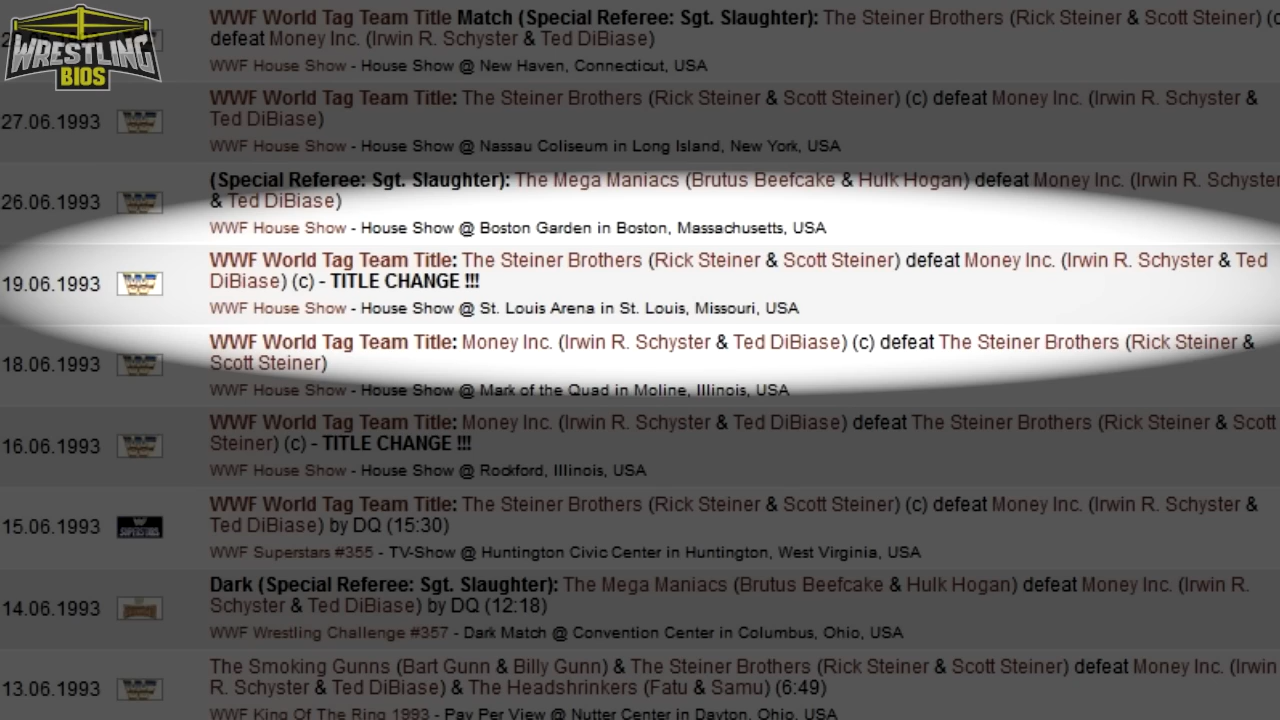 WRESTLING
BIOS
WWF World Tag Team Title Match (Special Referee: Sgt. Slaughter): The Steiner Brothers (Rick Steiner & Scott Steiner) (c
defeat Money Inc. (Irwin R. Schyster & Ted DiBiase)
WWF House Show - House Show @ New Haven, Connecticut, USA
27.06.1993
WWF World Tag Team Title: The Steiner Brothers (Rick Steiner & Scott Steiner) (c) defeat Money Inc. (Irwin R. Schyster &
Ted DiBiase)
WWF House Show - House Show @ Nassau Coliseum in Long Island, New York, USA
26.06.1993
(Special Referee: Sgt. Slaughter): The Mega Maniacs (Brutus Beefcake & Hulk Hogan) defeat Money Inc. (Irwin R. Schyster
& Ted DiBiase)
WWF House Show - House Show @ Boston Garden in Boston, Massachusetts, USA
19.06.1993
WWF World Tag Team Title: The Steiner Brothers (Rick Steiner & Scott Steiner) defeat Money Inc. (Irwin R. Schyster & Ted
DiBiase) (c) - TITLE CHANGE !!!
WWF House Show - House Show @ St. Louis Arena in St. Louis, Missouri, USA
18.06.1993
WWF World Tag Team Title: Money Inc. (Irwin R. Schyster & Ted DiBiase) (c) defeat The Steiner Brothers (Rick Steiner &
Scott Steiner)
WWF House Show - House Show @ Mark of the Quad in Moline, Illinois, USA
16.06.1993
WWF World Tag Team Title: Money Inc. (Irwin R. Schyster & Ted DiBiase) defeat The Steiner Brothers (Rick Steiner & Scott
Steiner) (c) - TITLE CHANGE !!!
WWF House Show - House Show @ Rockford, Illinois, USA
15.06.1993
SUPERSTARS
WWF World Tag Team Title: The Steiner Brothers (Rick Steiner & Scott Steiner) (c) defeat Money Inc. (Irwin R. Schyster &
Ted DiBiase) by DQ (15:30)
WWF Superstars #355 - TV-Show @ Huntington Civic Center in Huntington, West Virginia, USA
14.06.1993
Dark (Special Referee: Sgt. Slaughter): The Mega Maniacs (Brutus Beefcake & Hulk Hogan) defeat Money Inc. (Irwin R.
Schyster & Ted DiBiase) by DQ (12:18)
WWF Wrestling Challenge #357 - Dark Match @ Convention Center in Columbus, Ohio, USA
13.06.1993
The Smoking Gunns (Bart Gunn & Billy Gunn) & The Steiner Brothers (Rick Steiner & Scott Steiner) defeat Money Inc. (Irwin
R. Schyster & Ted DiBiase) & The Headshrinkers (Fatu & Samu) (6:49)
WWF King Of The Ring 1993 - Pay Per View @ Nutter Center in Dayton, Ohio, USA